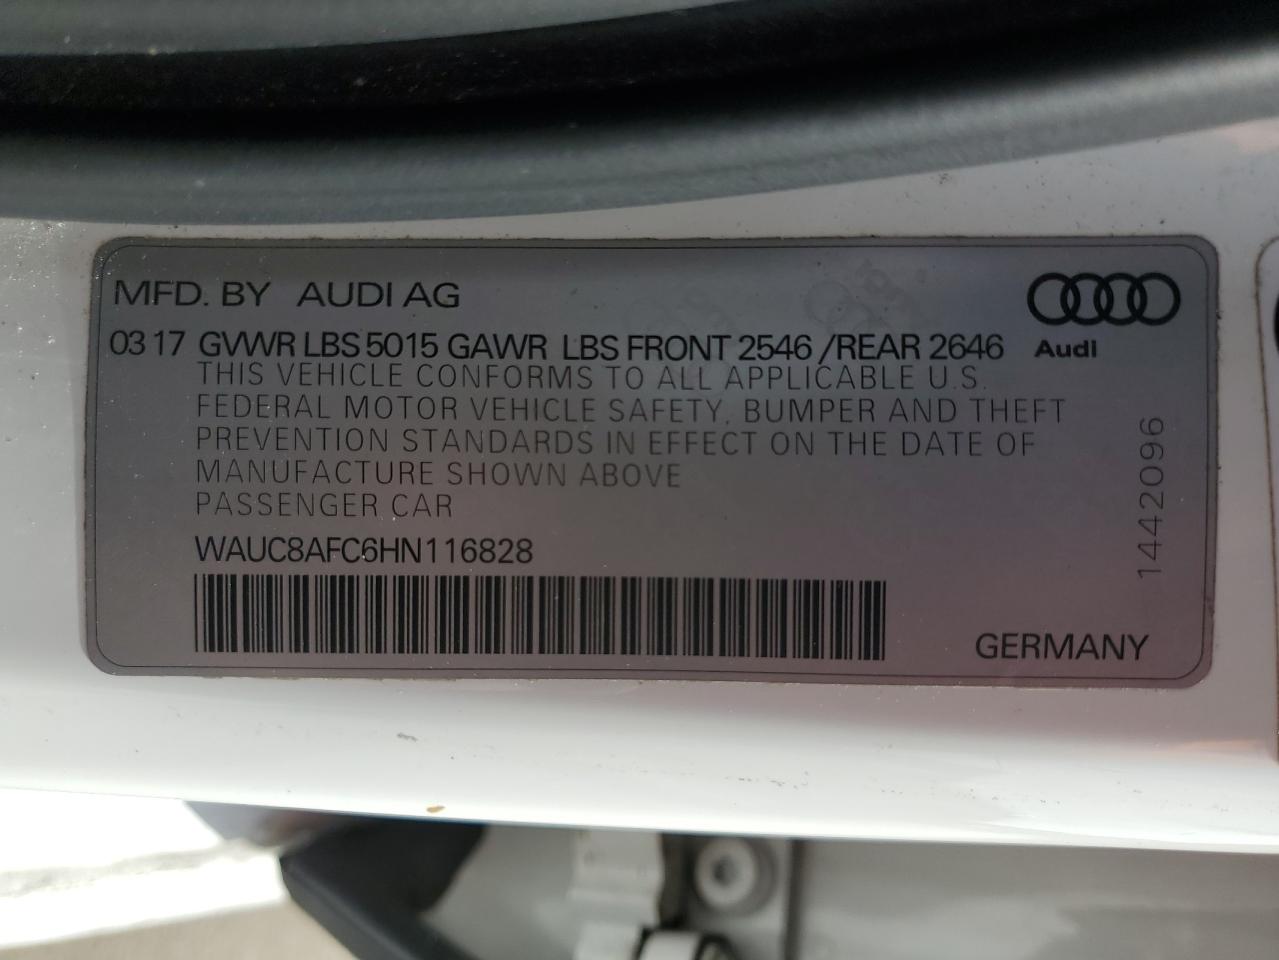 MFD. BY AUDI AG
03 17 GVWR LBS 5015 GAWR LBS FRONT 2546 /REAR 2646
Audi
THIS VEHICLE CONFORMS TO ALL APPLICABLE U.S.
FEDERAL MOTOR VEHICLE SAFETY, BUMPER AND THEFT
PREVENTION STANDARDS IN EFFECT ON THE DATE OF
MANUFACTURE SHOWN ABOVE
PASSENGER CAR
WAUC8AFC6HN116828
GERMANY
1442096